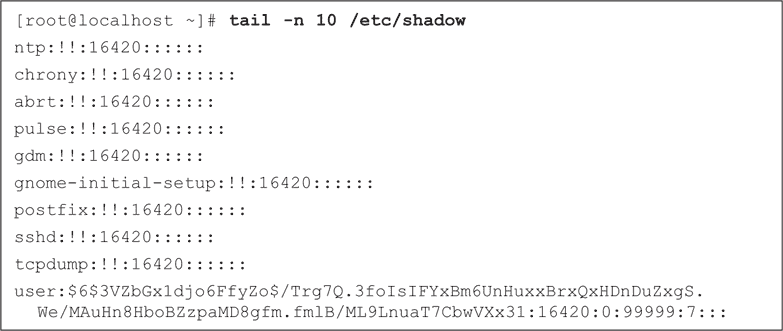 [root@localhost ~]# tail -n 10 /etc/shadow
ntp:!!:16420::::::
chrony:!!:16420::::::
abrt:!!:16420::::::
pulse:!!:16420::::::
gdm:!!:16420::::::
gnome-initial-setup:!!:16420::::::
postfix:!!:16420::::::
sshd:!!:16420::::::
tcpdump:!!:16420::::::
user:$6$3VZbGx1djo6FfyZo$/Trg7Q.3foIsIFYxBm6UnHuxxBrxQxHDnDuZxgS.
We/MAuHn8HboBZzpaMD8gfm.fmlB/ML9LnuaT7CbwVXx31:16420:0:99999:7:::